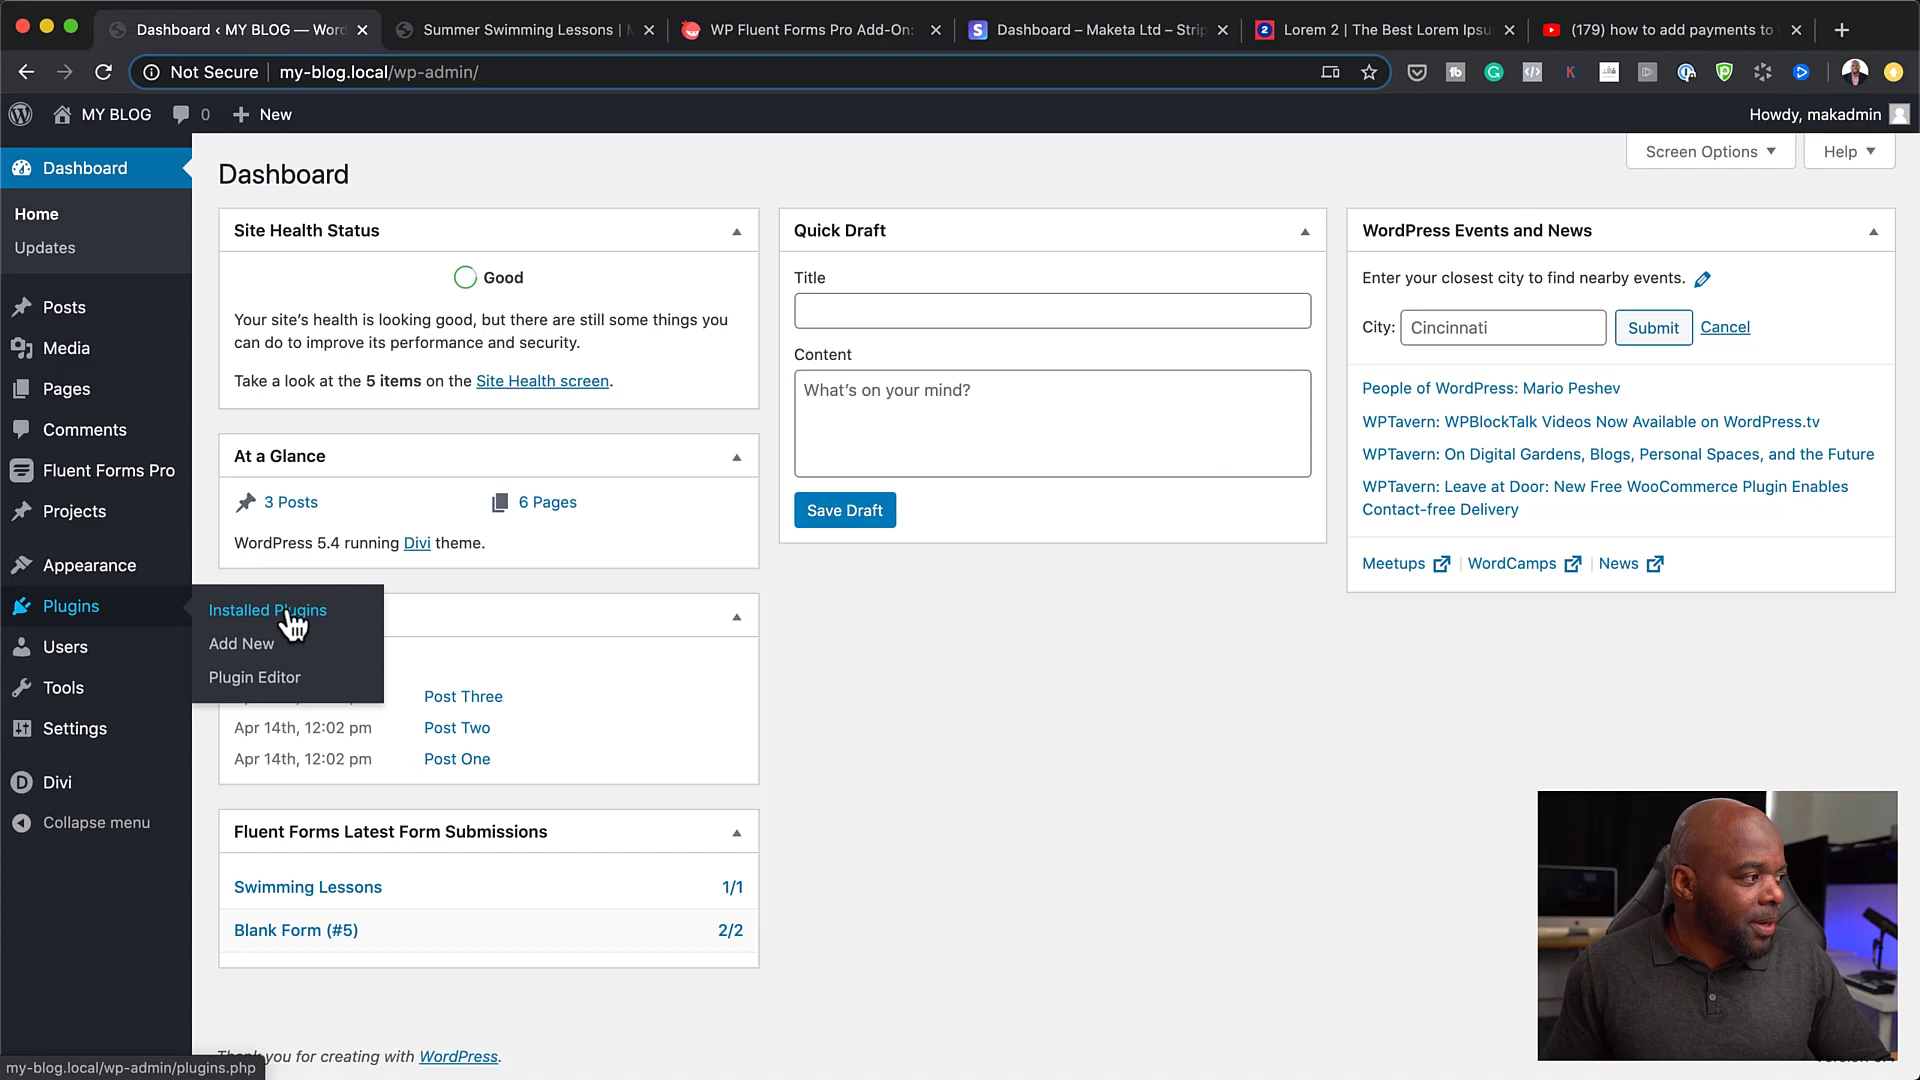 Dashboard ‹ MY BLOG — Word
Summer Swimming Lessons | M
WP Fluent Forms Pro Add-On:
Dashboard – Maketa Ltd – Strip
Lorem 2 | The Best Lorem Ipsu
(179) how to add payments to
Not Secure
my-blog.local/wp-admin/
MY BLOG
0
New
Howdy, makadmin
Screen Options
Help
Dashboard
Home
Updates
Posts
Media
Pages
Comments
Fluent Forms Pro
Projects
Appearance
Plugins
Users
Tools
Settings
Divi
Collapse menu
Installed Plugins
Add New
Plugin Editor
Dashboard
Site Health Status
Good
Your site's health is looking good, but there are still some things you
can do to improve its performance and security.
Take a look at the 5 items on the Site Health screen.
At a Glance
3 Posts
6 Pages
WordPress 5.4 running Divi theme.
Post Three
Apr 14th, 12:02 pm
Post Two
Apr 14th, 12:02 pm
Post One
Fluent Forms Latest Form Submissions
Swimming Lessons
1/1
Blank Form (#5)
2/2
Quick Draft
Title
Content
What's on your mind?
Save Draft
WordPress Events and News
Enter your closest city to find nearby events.
City:
Cincinnati
Submit
Cancel
People of WordPress: Mario Peshev
WPTavern: WPBlockTalk Videos Now Available on WordPress.tv
WPTavern: On Digital Gardens, Blogs, Personal Spaces, and the Future
WPTavern: Leave at Door: New Free WooCommerce Plugin Enables
Contact-free Delivery
Meetups
WordCamps
News
Thank you for creating with WordPress.
my-blog.local/wp-admin/plugins.php